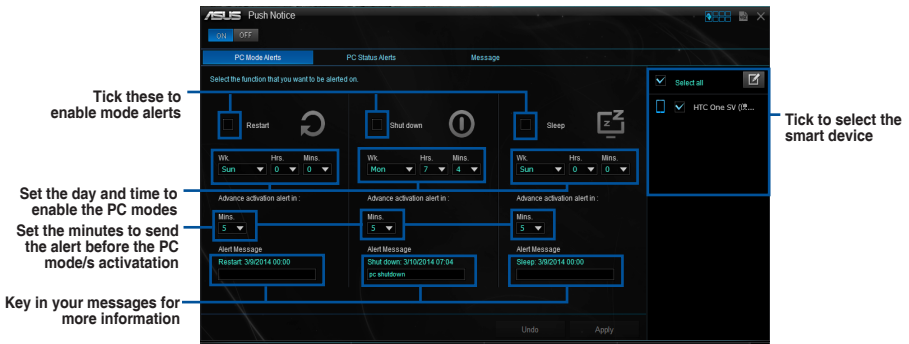 ASUS Push Notice
ON OFF
PC Mode Alerts PC Status Alerts Message
Select the function that you want to be alerted on.
Select all
HTC One SV
Tick these to
enable mode alerts
Restart Shut down Sleep
Tick to select the
smart device
Wk. Hrs. Mins. Wk. Hrs. Mins. Wk. Hrs. Mins.
Sun 0 0 Mon 7 4 Sun 0 0
Set the day and time to
enable the PC modes
Advance activation alert in : Advance activation alert in : Advance activation alert in :
Set the minutes to send
the alert before the PC
mode/s activatation
Mins. Mins. Mins.
5 5 5
Alert Message Alert Message Alert Message
Restart: 3/9/2014 00:00 Shut down: 3/10/2014 07:04 Sleep: 3/9/2014 00:00
pc shutdown
Key in your messages for
more information
Undo Apply